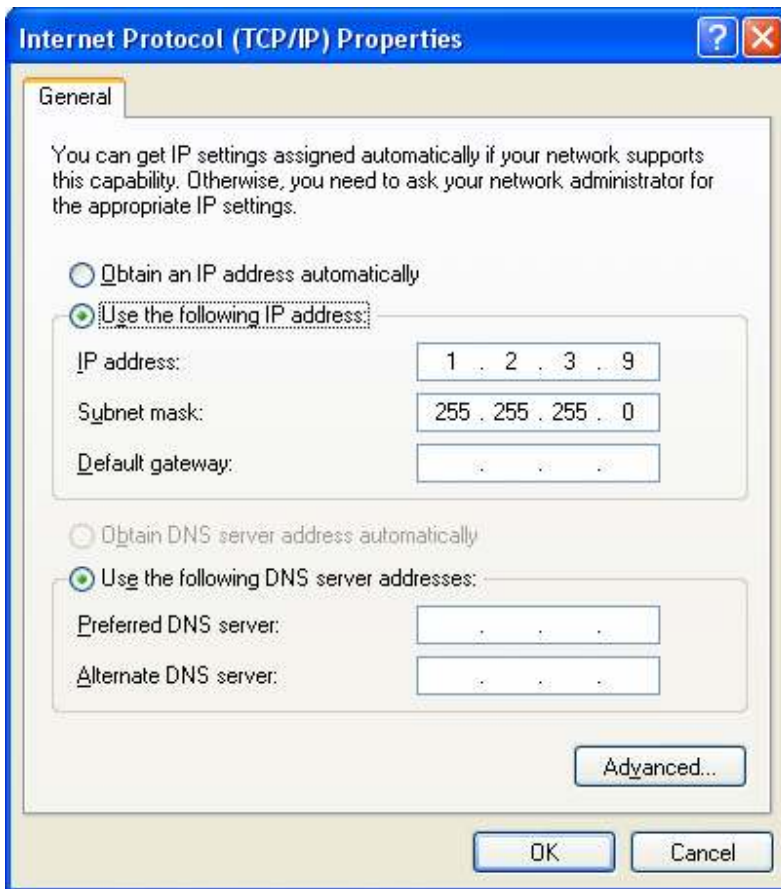 Internet Protocol (TCP/IP) Properties
General
You can get IP settings assigned automatically if your network supports
this capability. Otherwise, you need to ask your network administrator for
the appropriate IP settings.
Obtain an IP address automatically
Use the following IP address:
IP address: 1 . 2 . 3 . 9
Subnet mask: 255 . 255 . 255 . 0
Default gateway: . . .
Obtain DNS server address automatically
Use the following DNS server addresses:
Preferred DNS server: . . .
Alternate DNS server: . . .
Advanced...
OK Cancel